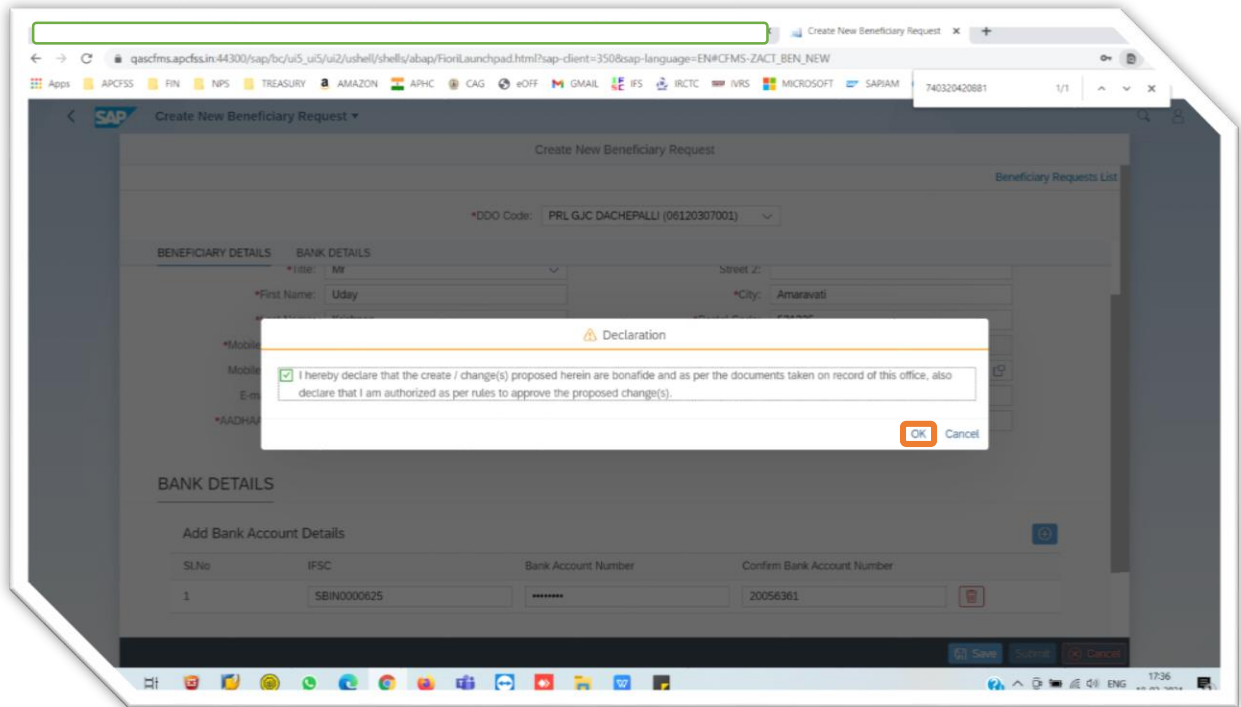 Create New Beneficiary Request
qascfms.apcfss.in:44300/sap/bc/ui5_ui5/ui2/ushell/shells/abap/FioriLaunchpad.html?sap-client=350&sap-language=EN#CFMS-ZACT_BEN_NEW
Apps APCFSS FIN NPS TREASURY AMAZON APHC CAG eOFF GMAIL IFS IRCTC IVRS MICROSOFT SAPIAM
740320420881 1/1
SAP Create New Beneficiary Request
Create New Beneficiary Request
Beneficiary Requests List
*DDO Code: PRL GJC DACHEPALLI (06120307001)
BENEFICIARY DETAILS BANK DETAILS
*Title: Mr Street 2:
*First Name: Uday *City: Amaravati
Declaration
*Mobile
I hereby declare that the create / change(s) proposed herein are bonafide and as per the documents taken on record of this office, also
Mobile
declare that I am authorized as per rules to approve the proposed change(s).
E-m
*AADHAA
OK Cancel
BANK DETAILS
Add Bank Account Details
Sl.No IFSC Bank Account Number Confirm Bank Account Number
1 SBIN0000625 •••••••• 20056361
Save Submit Cancel
ENG 17:36